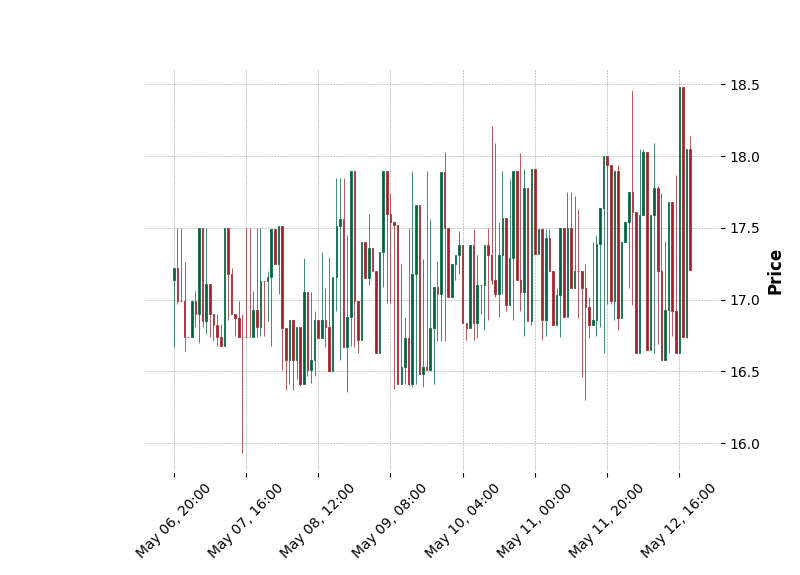 18.5
18.0
17.5
17.0
16.5
16.0
Price
May 06, 20:00
May 07, 16:00
May 08, 12:00
May 09, 08:00
May 10, 04:00
May 11, 00:00
May 11, 20:00
May 12, 16:00